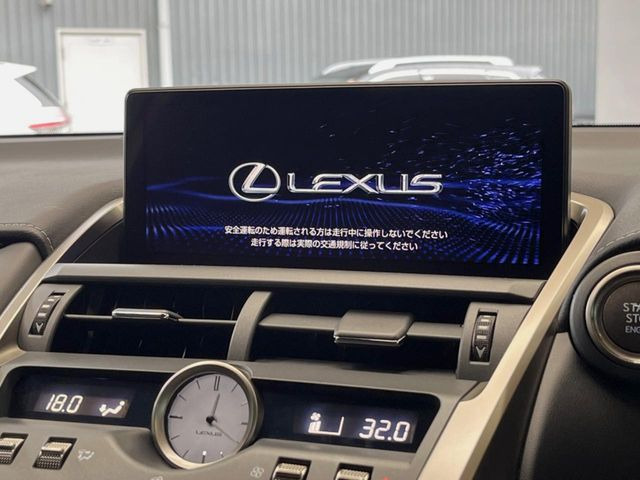 LEXUS
安全運転のため運転される方は走行中に操作しないでください
走行する際は実際の交通規制に従ってください
18.0
LEXUS
32.0